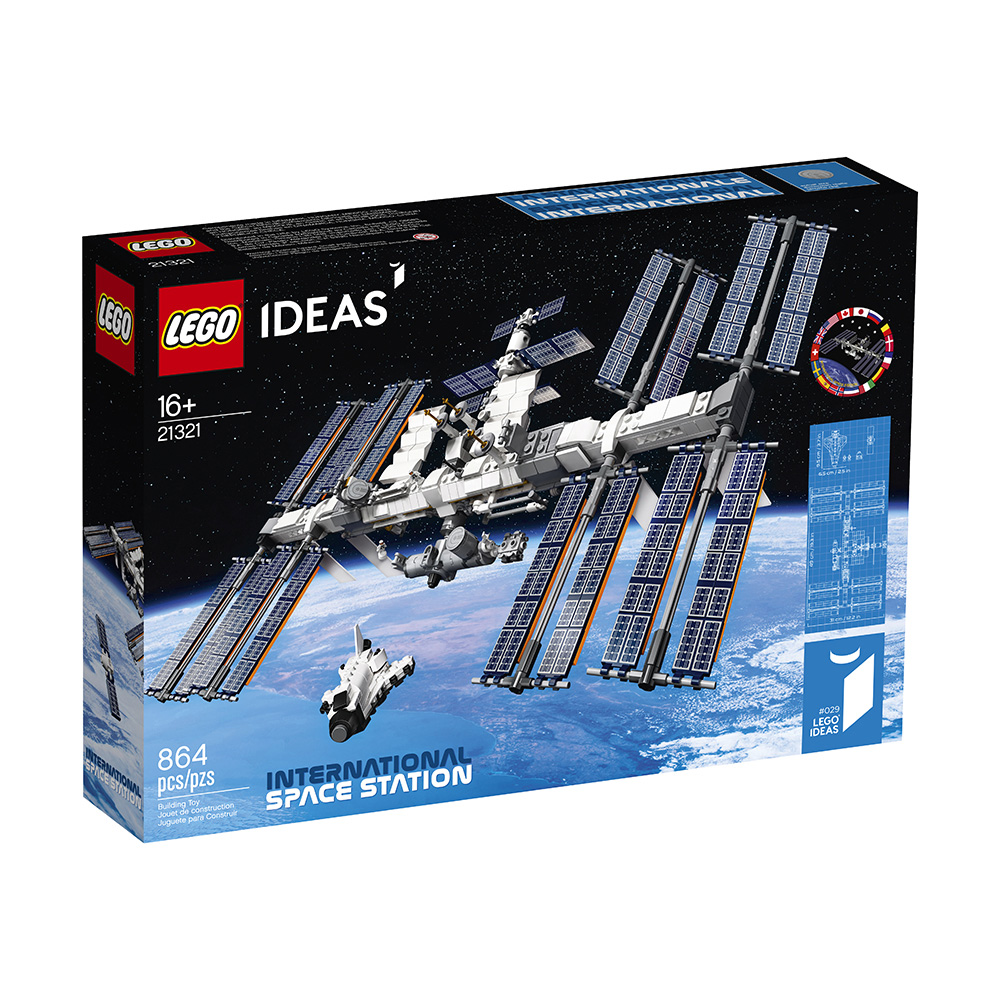 INTERNATIONALE
INTERNACIONAL
LEGO
21321
LEGO
LEGO
IDEAS
16+
21321
864
pcs/pzs
Building Toy
Jouet de construction
Juguete para Construir
INTERNATIONAL
SPACE STATION
INTERNATIONAL
SPACE STATION
#029
LEGO
IDEAS